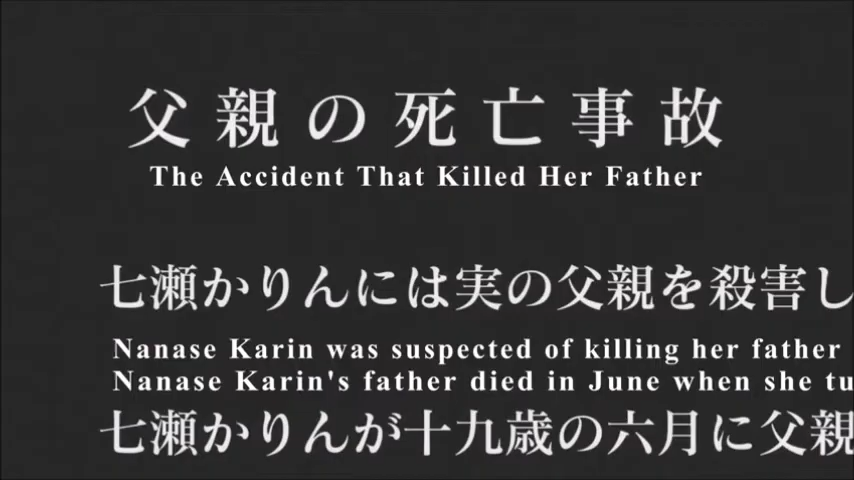 父親の死亡事故
The Accident That Killed Her Father
七瀬かりんには実の父親を殺害し
Nanase Karin was suspected of killing her father
Nanase Karin's father died in June when she tu
七瀬かりんが十九歳の六月に父親